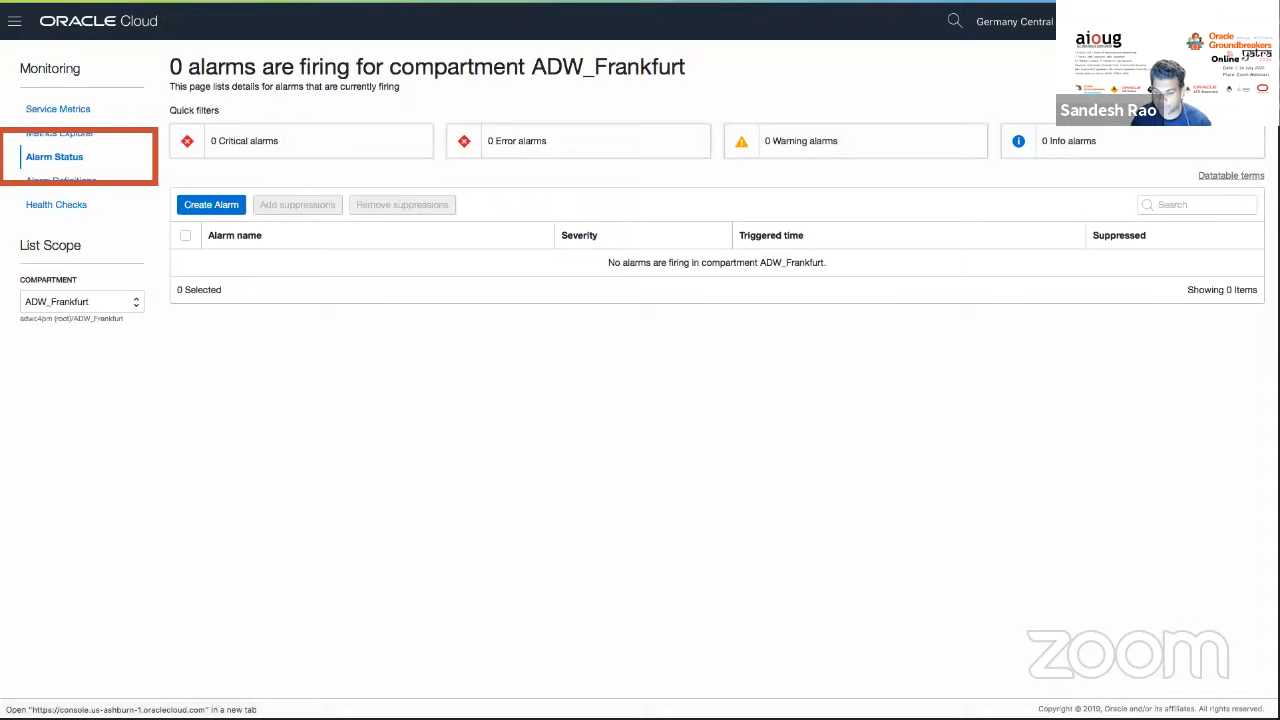 ORACLE Cloud
Germany Central
Monitoring
Service Metrics
Metrics Explorer
Alarm Status
Alarm Definitions
Health Checks
List Scope
COMPARTMENT
ADW_Frankfurt
adwc4pm (root)/ADW_Frankfurt
0 alarms are firing for compartment ADW_Frankfurt
This page lists details for alarms that are currently firing
Quick filters
0 Critical alarms
0 Error alarms
0 Warning alarms
0 Info alarms
Datatable terms
Create Alarm
Add suppressions
Remove suppressions
Search
Alarm name
Severity
Triggered time
Suppressed
No alarms are firing in compartment ADW_Frankfurt.
0 Selected
Showing 0 Items
aioug
Oracle
Groundbreakers
yatra
Online
Sandesh Rao
zoom
Open "https://console.us-ashburn-1.oraclecloud.com" in a new tab
Copyright @ 2019, Oracle and/or its affiliates. All rights reserved.